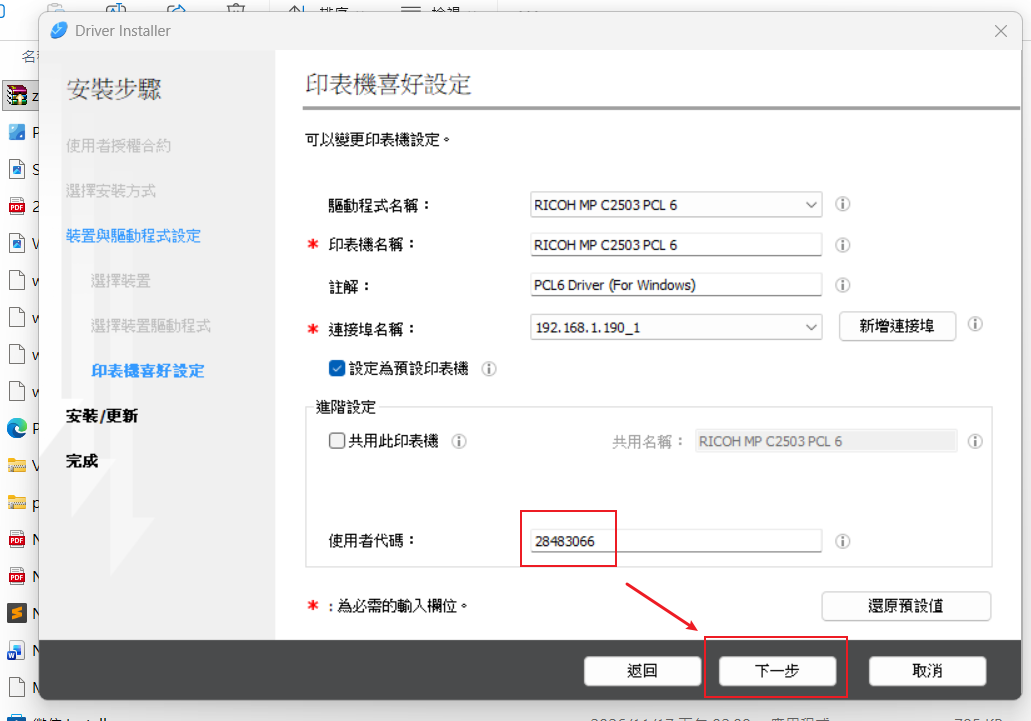 Driver Installer
安裝步驟
使用者授權合約
選擇安裝方式
裝置與驅動程式設定
選擇裝置
選擇裝置驅動程式
印表機喜好設定
安裝/更新
完成
印表機喜好設定
可以變更印表機設定。
驅動程式名稱：
RICOH MP C2503 PCL 6
* 印表機名稱：
RICOH MP C2503 PCL 6
註解：
PCL6 Driver (For Windows)
* 連接埠名稱：
192.168.1.190_1
新增連接埠
設定為預設印表機
進階設定
共用此印表機
共用名稱：
RICOH MP C2503 PCL 6
使用者代碼：
28483066
* : 為必需的輸入欄位。
還原預設值
返回
下一步
取消